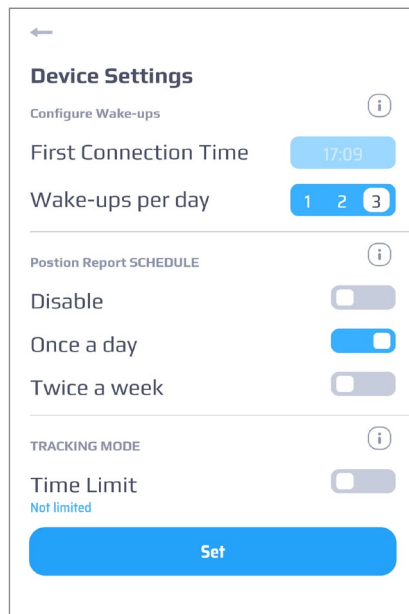 Device Settings
Configure Wake-ups
First Connection Time 17:09
Wake-ups per day 1 2 3
Postion Report SCHEDULE
Disable
Once a day
Twice a week
TRACKING MODE
Time Limit
Not limited
Set